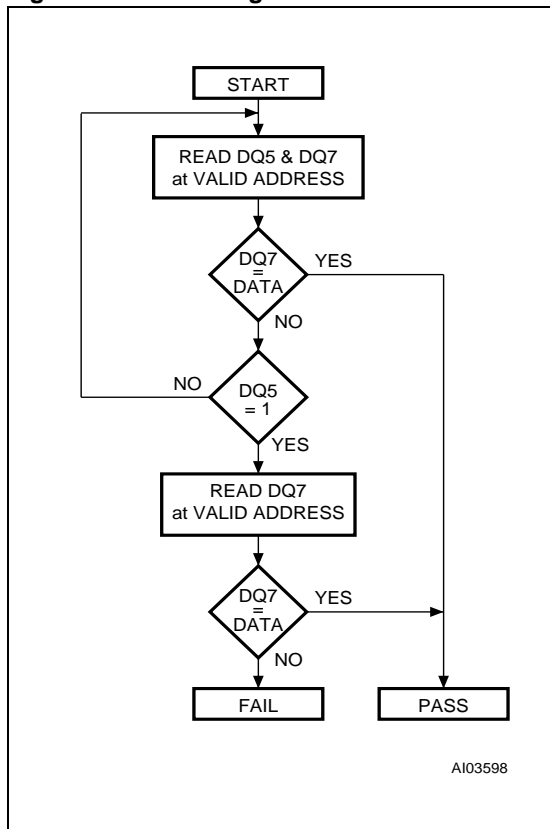 START
READ DQ5 & DQ7
at VALID ADDRESS
DQ7
=
DATA
YES
NO
NO
DQ5
= 1
YES
READ DQ7
at VALID ADDRESS
DQ7
=
DATA
YES
NO
FAIL
PASS
AI03598